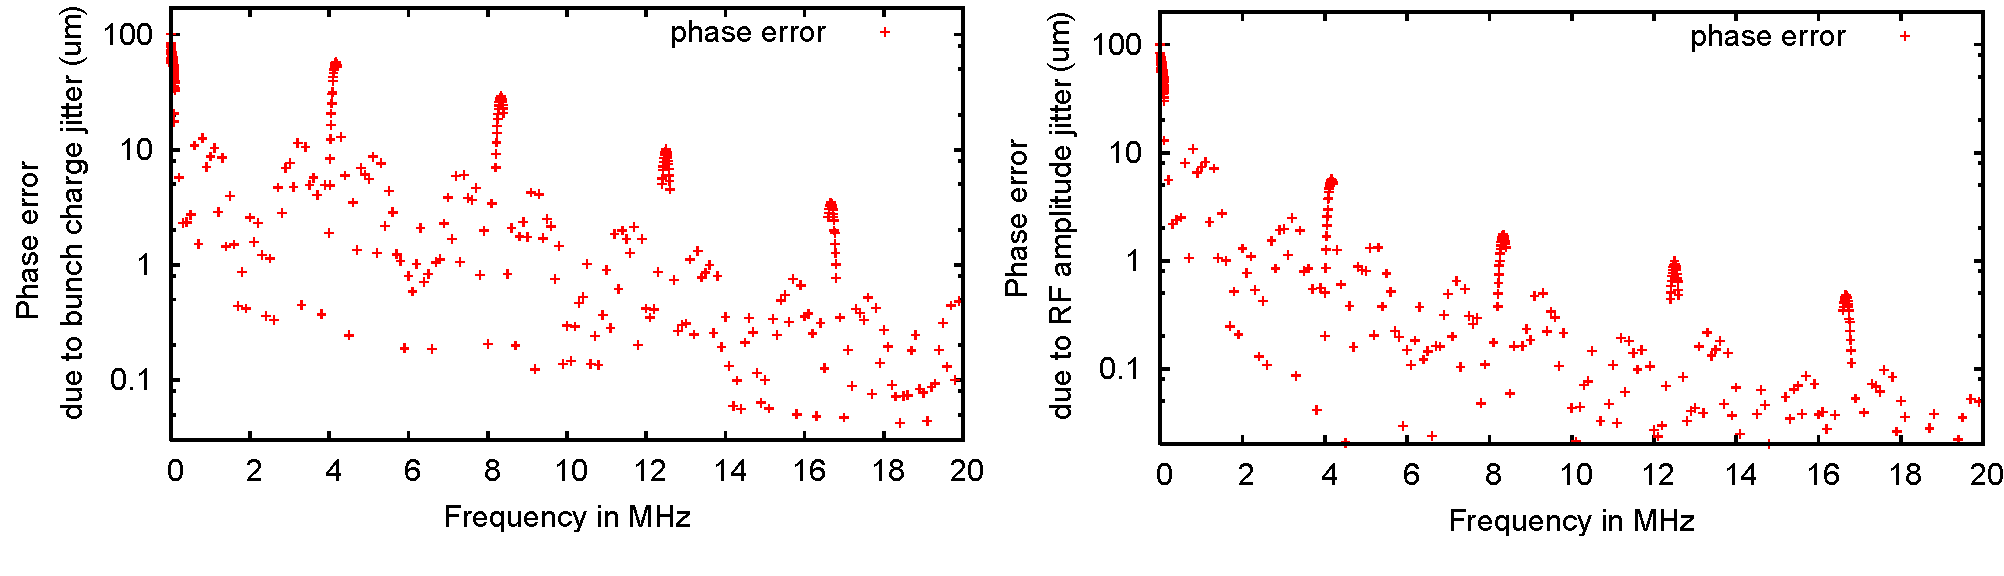 Phase error
due to bunch charge jitter (um)
100
10
1
0.1
phase error
0 2 4 6 8 10 12 14 16 18 20
Frequency in MHz
Phase error
due to RF amplitude jitter (um)
100
10
1
0.1
phase error
0 2 4 6 8 10 12 14 16 18 20
Frequency in MHz